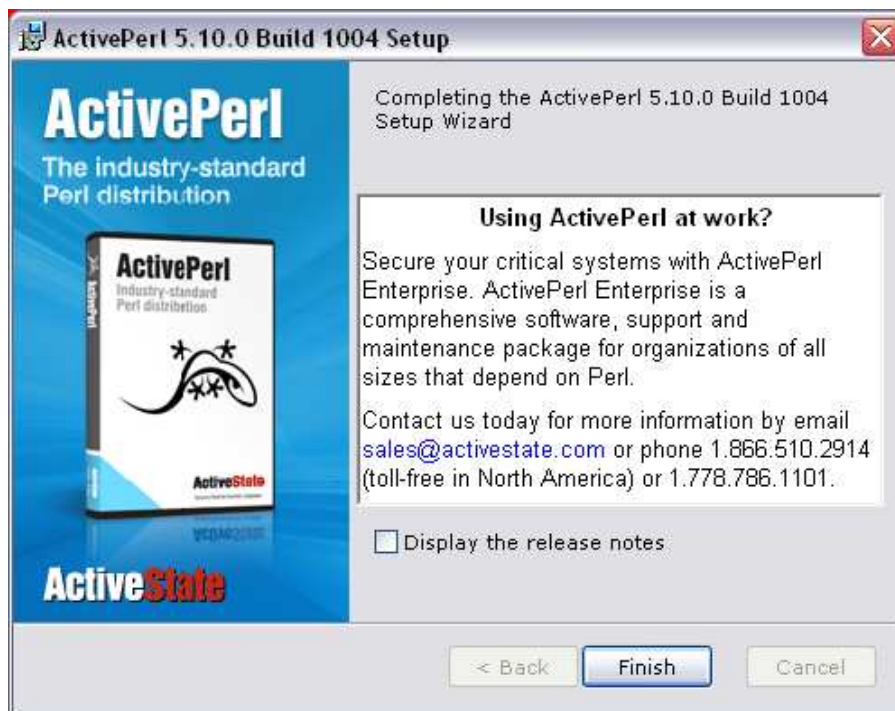 ActivePerl 5.10.0 Build 1004 Setup
ActivePerl
The industry-standard
Perl distribution
ActivePerl
ActivePerl
Industry-standard
Perl distribution
ActiveState
ActiveState
Completing the ActivePerl 5.10.0 Build 1004
Setup Wizard
Using ActivePerl at work?
Secure your critical systems with ActivePerl
Enterprise. ActivePerl Enterprise is a
comprehensive software, support and
maintenance package for organizations of all
sizes that depend on Perl.
Contact us today for more information by email
sales@activestate.com or phone 1.866.510.2914
(toll-free in North America) or 1.778.786.1101.
Display the release notes
< Back
Finish
Cancel